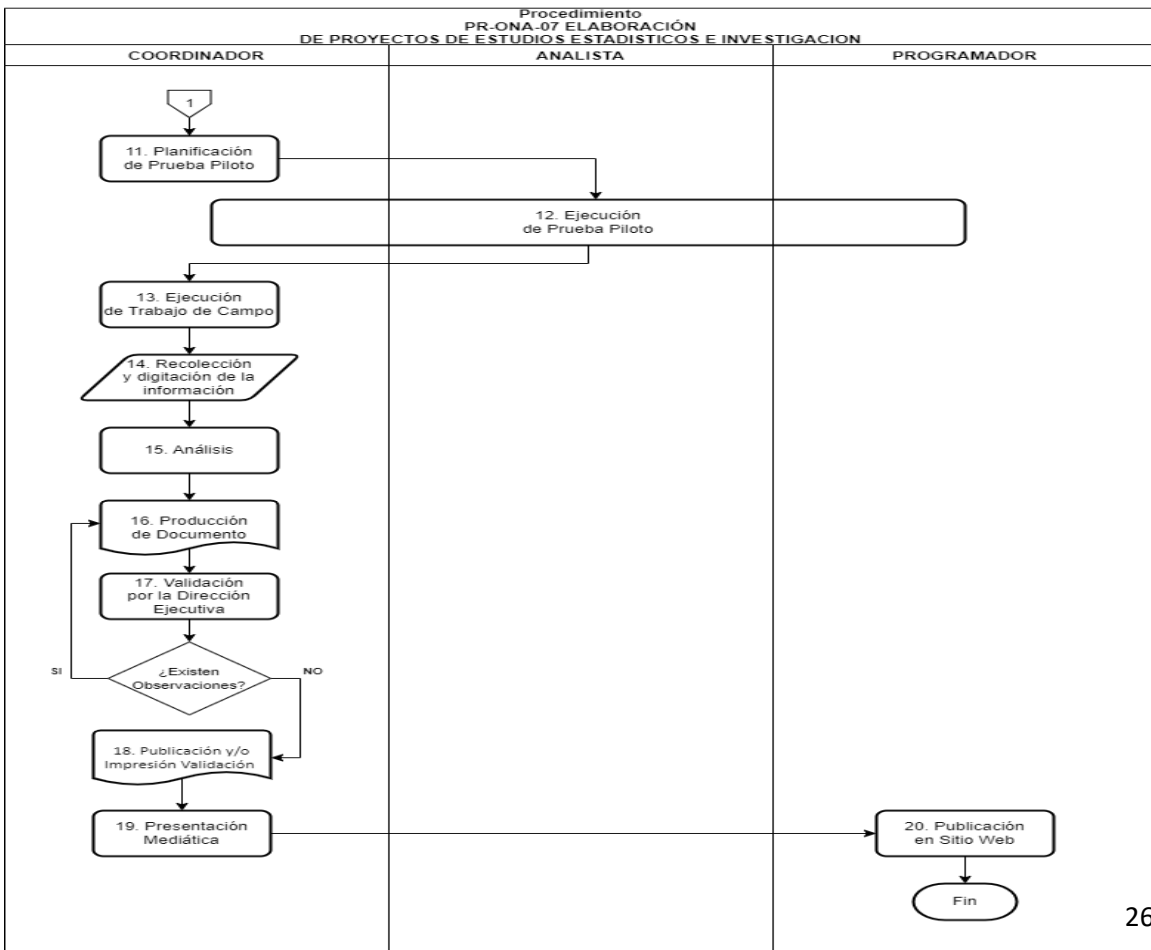 Procedimiento
PR-ONA-07 ELABORACIÓN
DE PROYECTOS DE ESTUDIOS ESTADISTICOS E INVESTIGACION
COORDINADOR
ANALISTA
PROGRAMADOR
1
11. Planificación
de Prueba Piloto
12. Ejecución
de Prueba Piloto
13. Ejecución
de Trabajo de Campo
14. Recolección
y digitación de la
información
15. Análisis
16. Producción
de Documento
17. Validación
por la Dirección
Ejecutiva
¿Existen
Observaciones?
SI
NO
18. Publicación y/o
Impresión Validación
19. Presentación
Mediática
20. Publicación
en Sitio Web
Fin
26